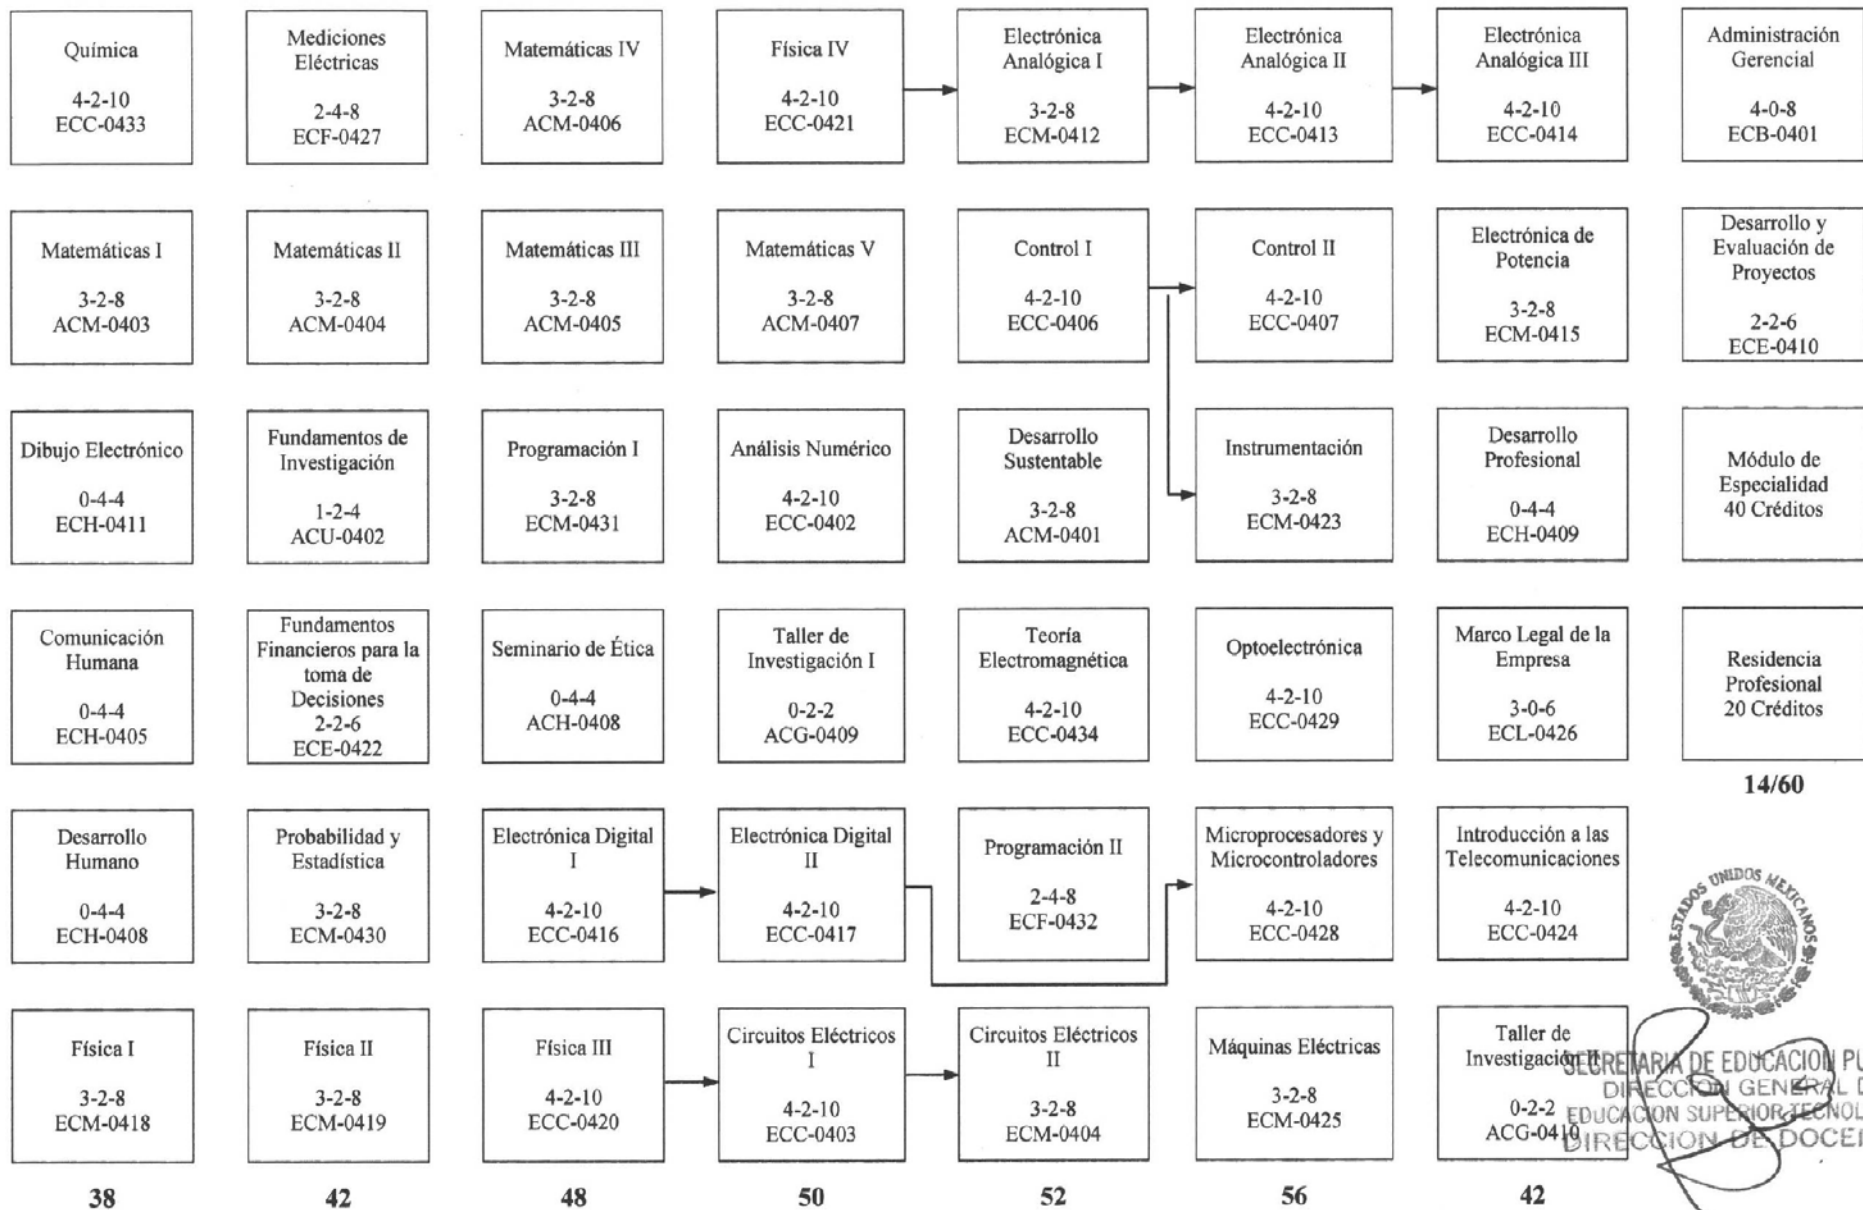 Química
4-2-10
ECC-0433
Mediciones
Eléctricas
2-4-8
ECF-0427
Matemáticas IV
3-2-8
ACM-0406
Física IV
4-2-10
ECC-0421
Electrónica
Analógica I
3-2-8
ECM-0412
Electrónica
Analógica II
4-2-10
ECC-0413
Electrónica
Analógica III
4-2-10
ECC-0414
Administración
Gerencial
4-0-8
ECB-0401
Matemáticas I
3-2-8
ACM-0403
Matemáticas II
3-2-8
ACM-0404
Matemáticas III
3-2-8
ACM-0405
Matemáticas V
3-2-8
ACM-0407
Control I
4-2-10
ECC-0406
Control II
4-2-10
ECC-0407
Electrónica de
Potencia
3-2-8
ECM-0415
Desarrollo y
Evaluación de
Proyectos
2-2-6
ECE-0410
Dibujo Electrónico
0-4-4
ECH-0411
Fundamentos de
Investigación
1-2-4
ACU-0402
Programación I
3-2-8
ECM-0431
Análisis Numérico
4-2-10
ECC-0402
Desarrollo
Sustentable
3-2-8
ACM-0401
Instrumentación
3-2-8
ECM-0423
Desarrollo
Profesional
0-4-4
ECH-0409
Módulo de
Especialidad
40 Créditos
Comunicación
Humana
0-4-4
ECH-0405
Fundamentos
Financieros para la
toma de
Decisiones
2-2-6
ECE-0422
Seminario de Ética
0-4-4
ACH-0408
Taller de
Investigación I
0-2-2
ACG-0409
Teoría
Electromagnética
4-2-10
ECC-0434
Optoelectrónica
4-2-10
ECC-0429
Marco Legal de la
Empresa
3-0-6
ECL-0426
Residencia
Profesional
20 Créditos
14/60
Desarrollo
Humano
0-4-4
ECH-0408
Probabilidad y
Estadística
3-2-8
ECM-0430
Electrónica Digital
I
4-2-10
ECC-0416
Electrónica Digital
II
4-2-10
ECC-0417
Programación II
2-4-8
ECF-0432
Microprocesadores y
Microcontroladores
4-2-10
ECC-0428
Introducción a las
Telecomunicaciones
4-2-10
ECC-0424
ESTADOS UNIDOS MEXICANOS
Física I
3-2-8
ECM-0418
Física II
3-2-8
ECM-0419
Física III
4-2-10
ECC-0420
Circuitos Eléctricos
I
4-2-10
ECC-0403
Circuitos Eléctricos
II
3-2-8
ECM-0404
Máquinas Eléctricas
3-2-8
ECM-0425
Taller de
Investigación II
0-2-2
ACG-0410
SECRETARIA DE EDUCACION PU
DIRECCION GENERAL D
EDUCACION SUPERIOR TECNOL
DIRECCION DE DOCE
38
42
48
50
52
56
42